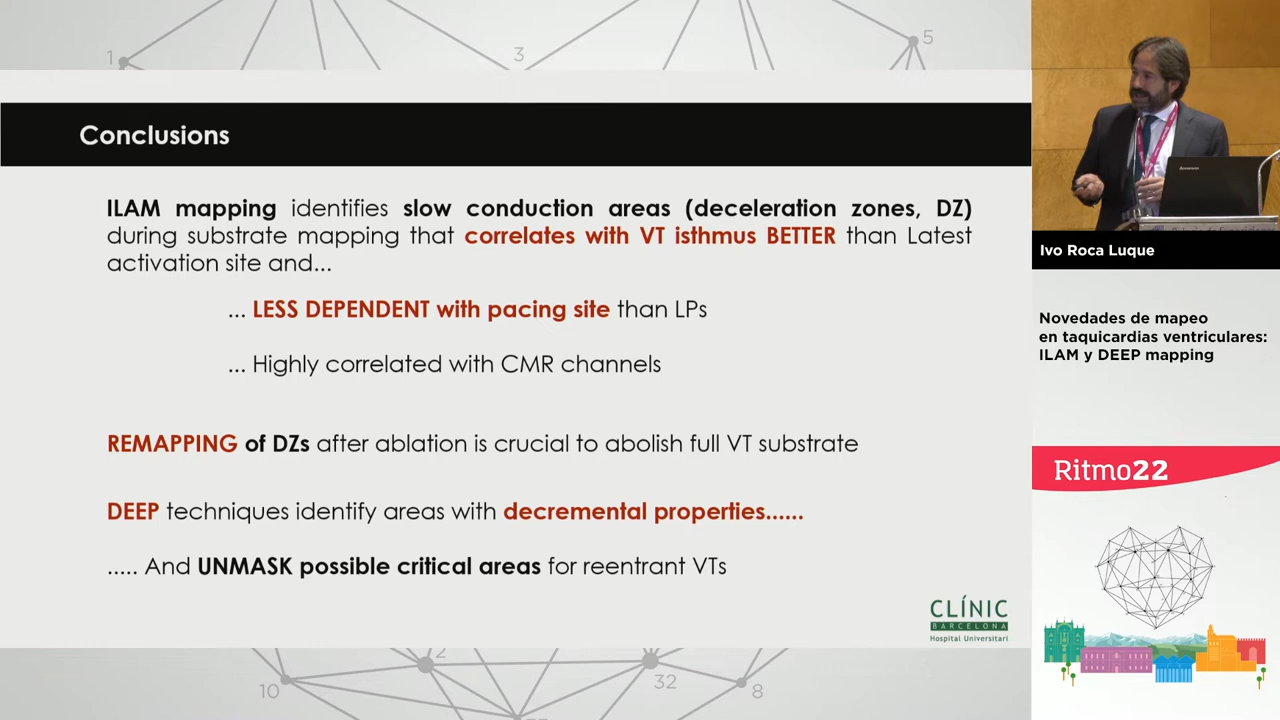 1
3
5
Conclusions
ILAM mapping identifies slow conduction areas (deceleration zones, DZ)
during substrate mapping that correlates with VT isthmus BETTER than Latest
activation site and...
... LESS DEPENDENT with pacing site than LPs
... Highly correlated with CMR channels
REMAPPING of DZs after ablation is crucial to abolish full VT substrate
DEEP techniques identify areas with decremental properties......
..... And UNMASK possible critical areas for reentrant VTs
CLÍNIC
BARCELONA
Hospital Universitari
2
10
32
8
Ivo Roca Luque
Novedades de mapeo
en taquicardias ventriculares:
ILAM y DEEP mapping
Ritmo22